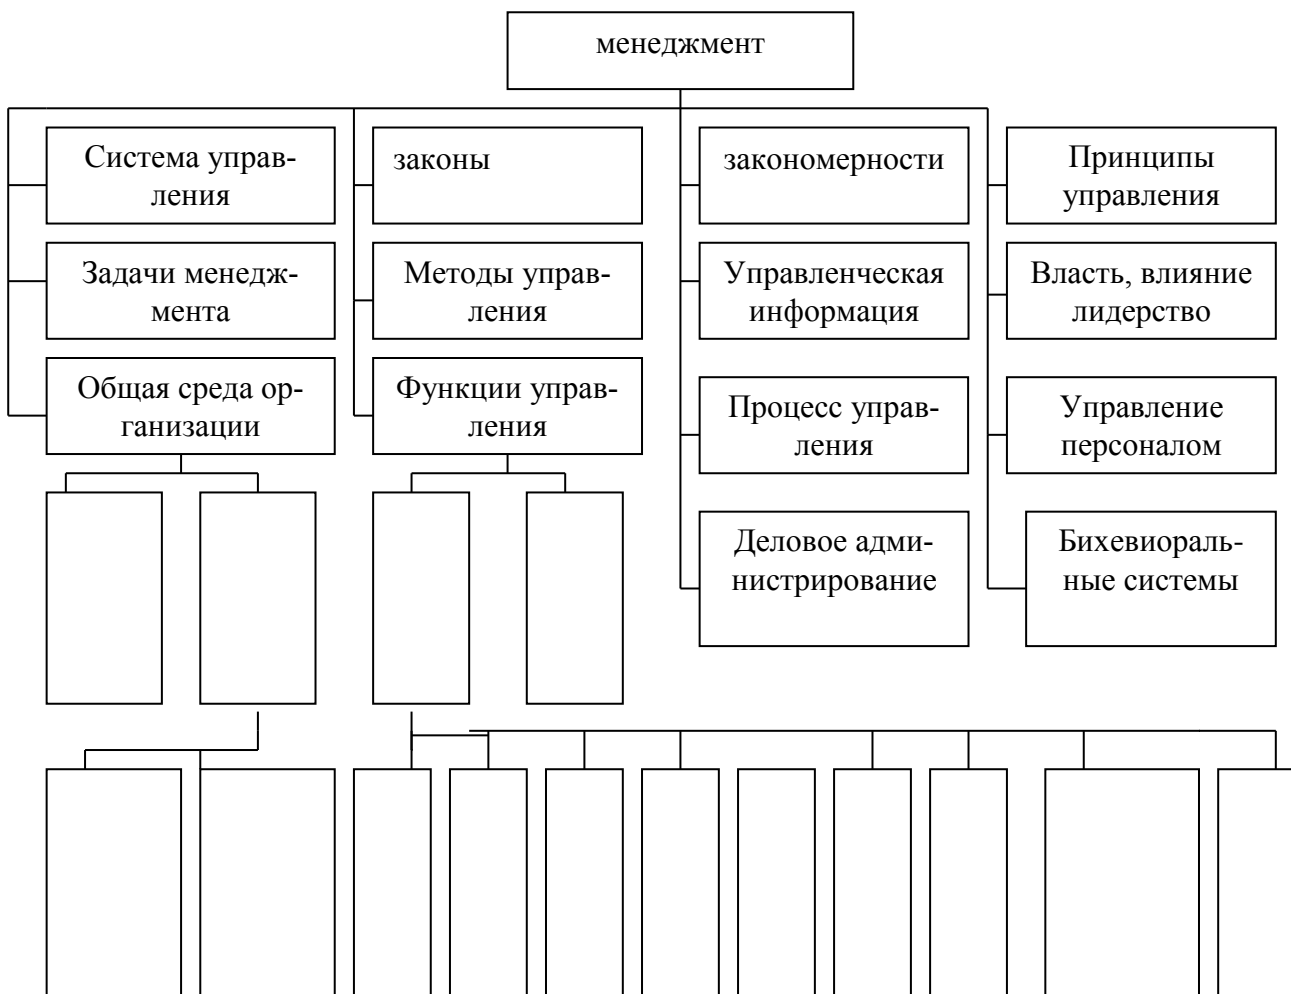 менеджмент
Система управ-
ления
законы
закономерности
Принципы
управления
Задачи менедж-
мента
Методы управ-
ления
Управленческая
информация
Власть, влияние
лидерство
Общая среда ор-
ганизации
Функции управ-
ления
Процесс управ-
ления
Управление
персоналом
Деловое адми-
нистрирование
Бихевиораль-
ные системы